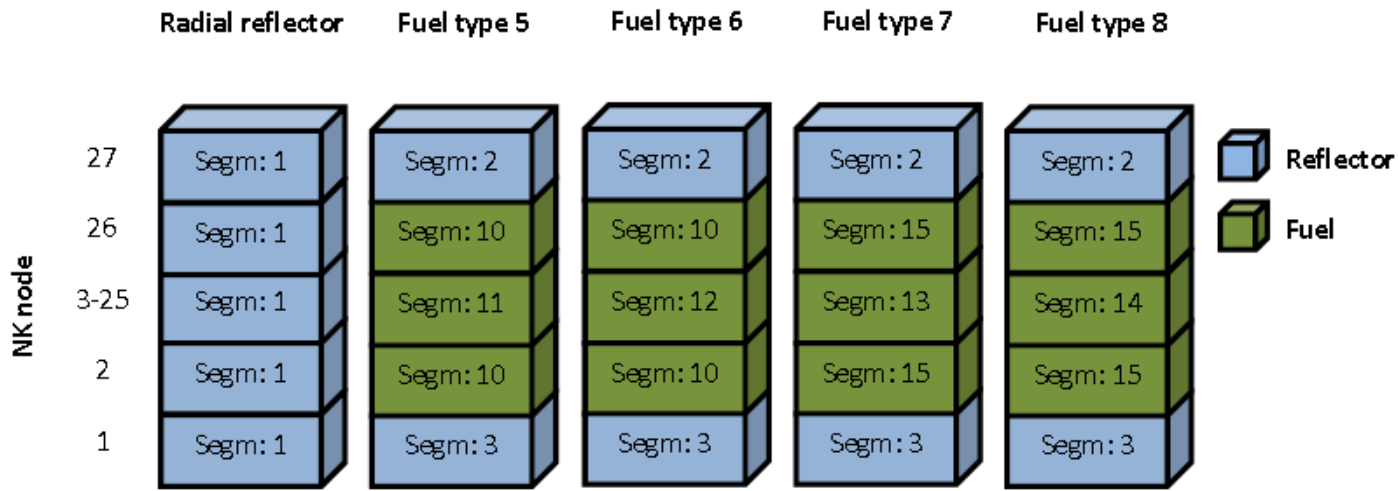 Radial reflector Fuel type 5 Fuel type 6 Fuel type 7 Fuel type 8
27 Segm: 1 Segm: 2 Segm: 2 Segm: 2 Segm: 2 Reflector
26 Segm: 1 Segm: 10 Segm: 10 Segm: 15 Segm: 15 Fuel
3-25 Segm: 1 Segm: 11 Segm: 12 Segm: 13 Segm: 14
2 Segm: 1 Segm: 10 Segm: 10 Segm: 15 Segm: 15
1 Segm: 1 Segm: 3 Segm: 3 Segm: 3 Segm: 3
NK node